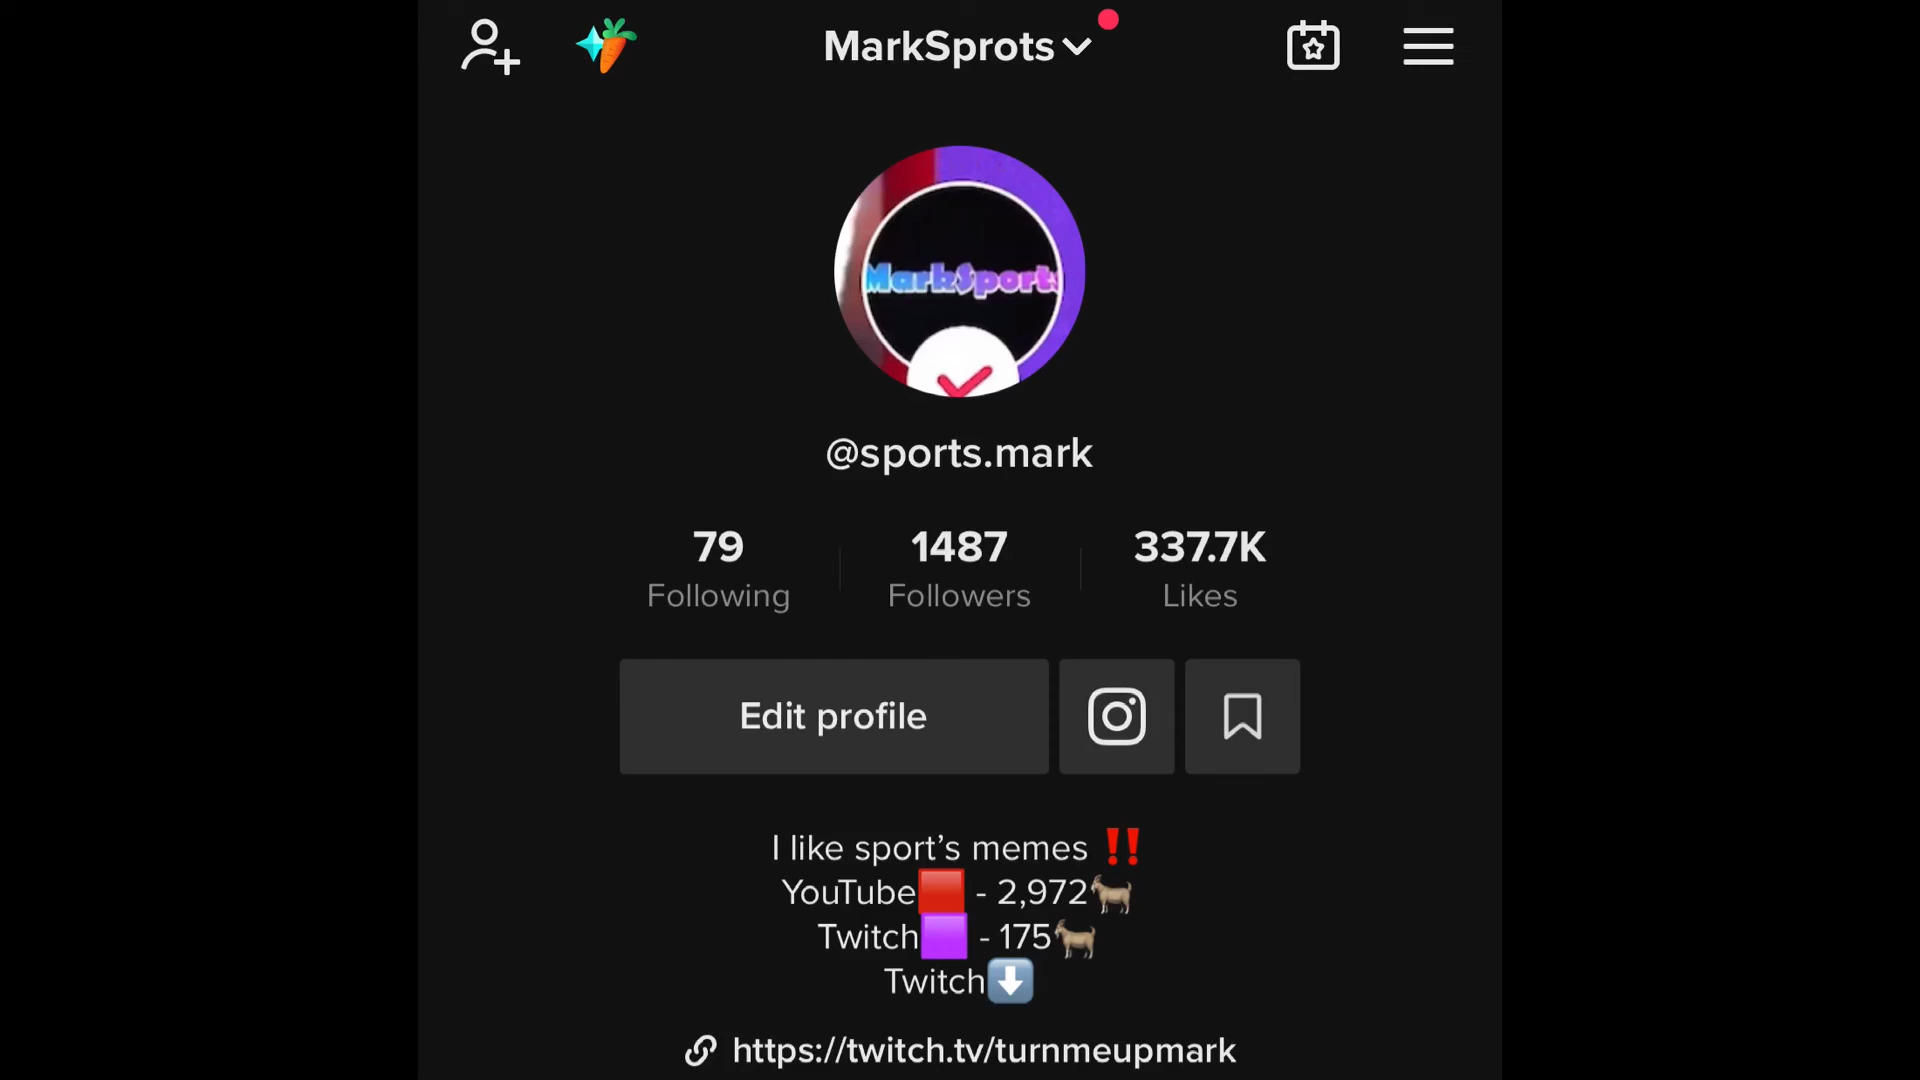 MarkSprots
MarkSports
@sports.mark
79 1487 337.7K
Following Followers Likes
Edit profile
I like sport’s memes ‼️
YouTube🟥 - 2,972🐐
Twitch🟪 - 175🐐
Twitch⬇️
https://twitch.tv/turnmeupmark